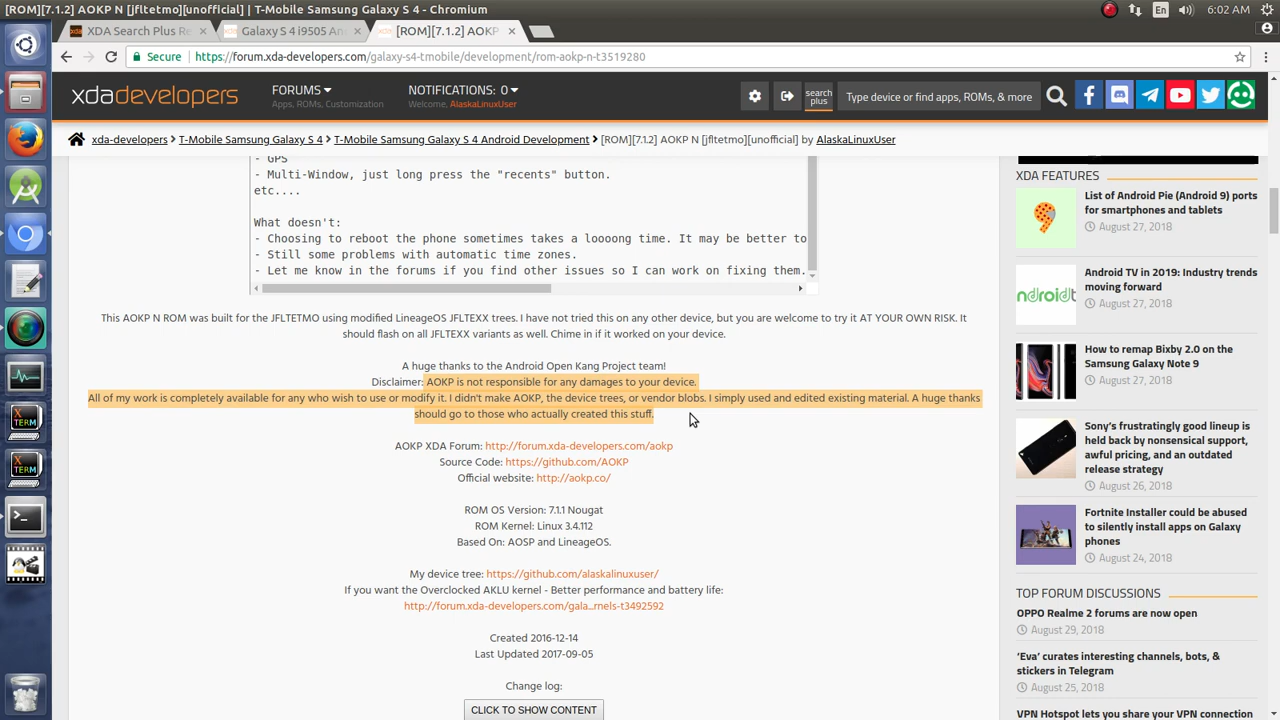 [ROM][7.1.2] AOKP N [jfltetmo][unofficial] | T-Mobile Samsung Galaxy S 4 - Chromium
En
6:02 AM
XDA Search Plus Re
Galaxy S 4 i9505 An
[ROM][7.1.2] AOKP
Secure
https://forum.xda-developers.com/galaxy-s4-tmobile/development/rom-aokp-n-t3519280
xdadevelopers
FORUMS
Apps, ROMs, Customization
NOTIFICATIONS: 0
Welcome, AlaskaLinuxUser
search plus
Type device or find apps, ROMs, & more
xda-developers T-Mobile Samsung Galaxy S 4 T-Mobile Samsung Galaxy S 4 Android Development [ROM][7.1.2] AOKP N [jfltetmo][unofficial] by AlaskaLinuxUser
- GPS
- Multi-Window, just long press the "recents" button.
etc....
What doesn't:
- Choosing to reboot the phone sometimes takes a loooong time. It may be better to
- Still some problems with automatic time zones.
- Let me know in the forums if you find other issues so I can work on fixing them.
This AOKP N ROM was built for the JFLTETMO using modified LineageOS JFLTEXX trees. I have not tried this on any other device, but you are welcome to try it AT YOUR OWN RISK. It
should flash on all JFLTEXX variants as well. Chime in if it worked on your device.
A huge thanks to the Android Open Kang Project team!
Disclaimer: AOKP is not responsible for any damages to your device.
All of my work is completely available for any who wish to use or modify it. I didn't make AOKP, the device trees, or vendor blobs. I simply used and edited existing material. A huge thanks
should go to those who actually created this stuff.
AOKP XDA Forum: http://forum.xda-developers.com/aokp
Source Code: https://github.com/AOKP
Official website: http://aokp.co/
ROM OS Version: 7.1.1 Nougat
ROM Kernel: Linux 3.4.112
Based On: AOSP and LineageOS.
My device tree: https://github.com/alaskalinuxuser/
If you want the Overclocked AKLU kernel - Better performance and battery life:
http://forum.xda-developers.com/gala...rnels-t3492592
Created 2016-12-14
Last Updated 2017-09-05
Change log:
CLICK TO SHOW CONTENT
XDA FEATURES
List of Android Pie (Android 9) ports
for smartphones and tablets
August 27, 2018
Android TV in 2019: Industry trends
moving forward
August 27, 2018
How to remap Bixby 2.0 on the
Samsung Galaxy Note 9
August 27, 2018
Sony's frustratingly good lineup is
held back by nonsensical support,
awful pricing, and an outdated
release strategy
August 26, 2018
Fortnite Installer could be abused
to silently install apps on Galaxy
phones
August 24, 2018
TOP FORUM DISCUSSIONS
OPPO Realme 2 forums are now open
August 29, 2018
'Eva' curates interesting channels, bots, &
stickers in Telegram
August 25, 2018
VPN Hotspot lets you share your VPN connection
X TERM
X TERM
androidt